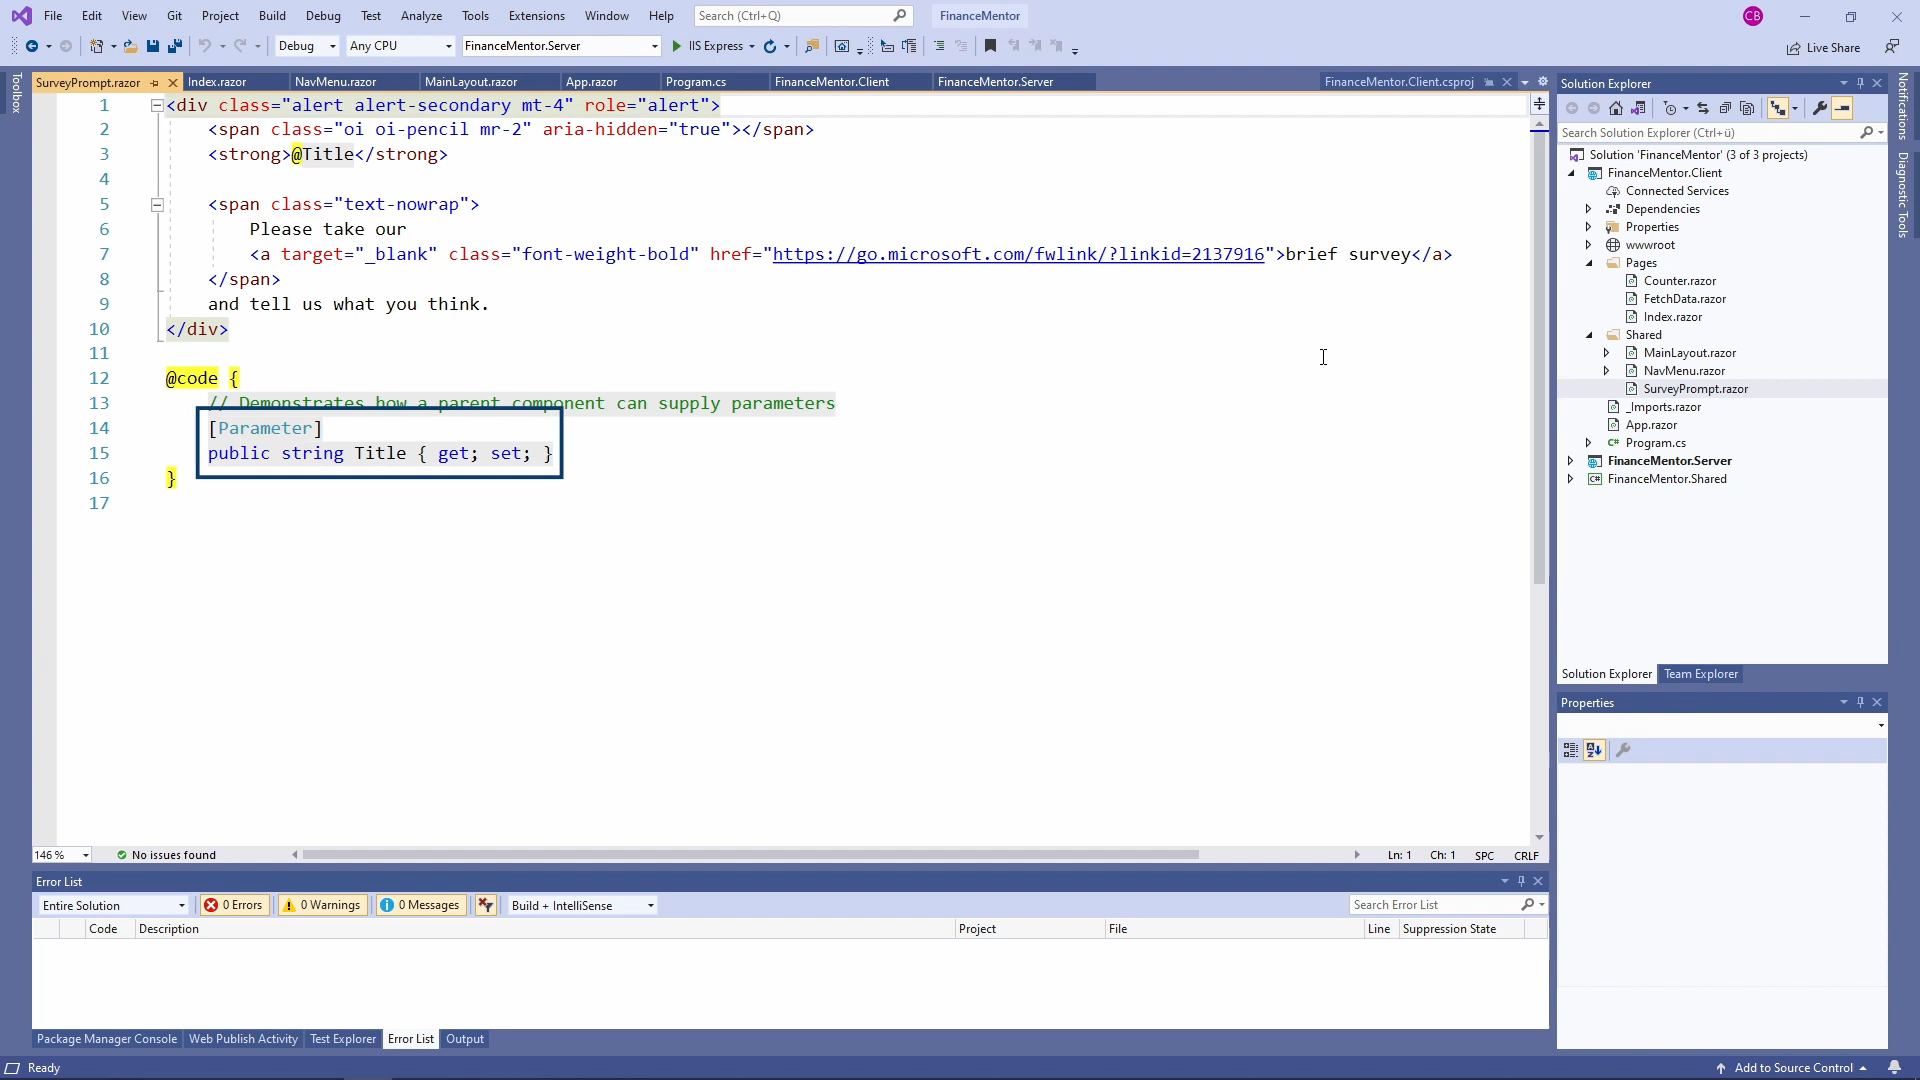 File Edit View Git Project Build Debug Test Analyze Tools Extensions Window Help Search (Ctrl+Q) FinanceMentor CB
Debug Any CPU FinanceMentor.Server IIS Express Live Share
Toolbox
SurveyPrompt.razor Index.razor NavMenu.razor MainLayout.razor App.razor Program.cs FinanceMentor.Client FinanceMentor.Server FinanceMentor.Client.csproj
1 <div class="alert alert-secondary mt-4" role="alert">
2 <span class="oi oi-pencil mr-2" aria-hidden="true"></span>
3 <strong>@Title</strong>
4
5 <span class="text-nowrap">
6 Please take our
7 <a target="_blank" class="font-weight-bold" href="https://go.microsoft.com/fwlink/?linkid=2137916">brief survey</a>
8 </span>
9 and tell us what you think.
10 </div>
11
12 @code {
13 // Demonstrates how a parent component can supply parameters
14 [Parameter]
15 public string Title { get; set; }
16 }
17
146 % No issues found Ln: 1 Ch: 1 SPC CRLF
Error List
Entire Solution 0 Errors 0 Warnings 0 Messages Build + IntelliSense Search Error List
Code Description Project File Line Suppression State
Package Manager Console Web Publish Activity Test Explorer Error List Output
Solution Explorer
Search Solution Explorer (Ctrl+ü)
Solution 'FinanceMentor' (3 of 3 projects)
FinanceMentor.Client
Connected Services
Dependencies
Properties
wwwroot
Pages
Counter.razor
FetchData.razor
Index.razor
Shared
MainLayout.razor
NavMenu.razor
SurveyPrompt.razor
_Imports.razor
App.razor
C# Program.cs
FinanceMentor.Server
C# FinanceMentor.Shared
Solution Explorer Team Explorer
Properties
Notifications
Diagnostic Tools
Ready Add to Source Control